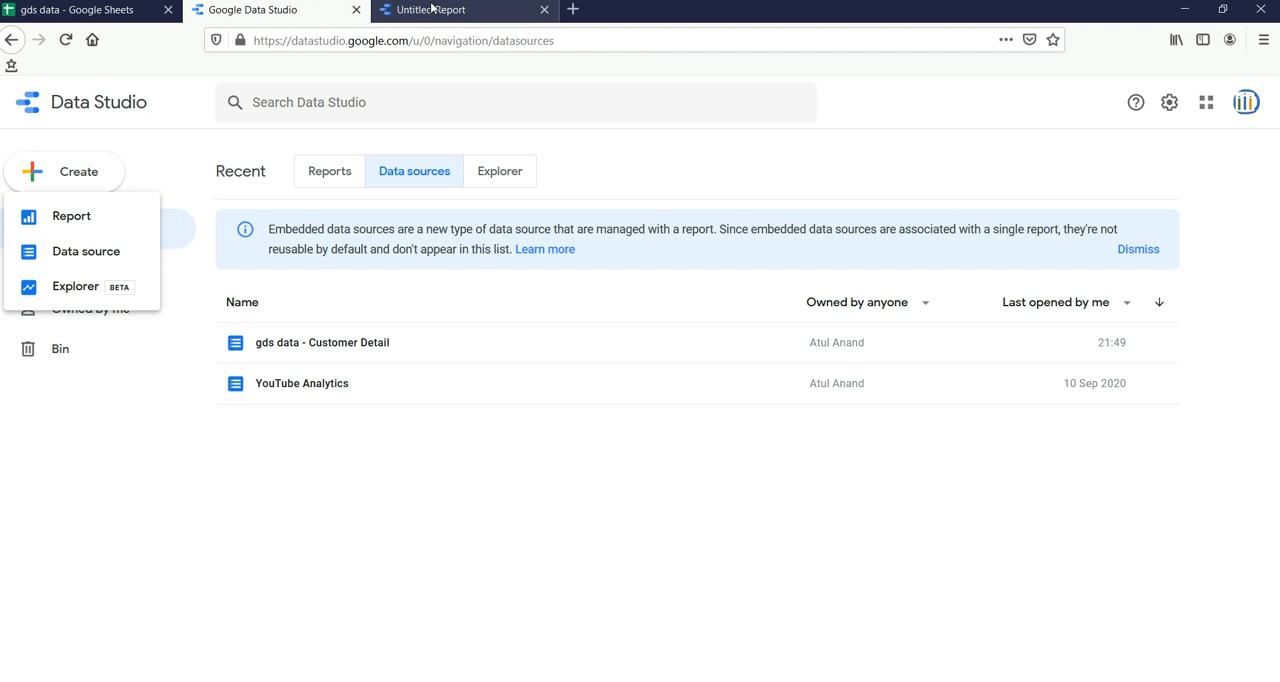 gds data - Google Sheets
Google Data Studio
Untitled Report
https://datastudio.google.com/u/0/navigation/datasources
Data Studio
Search Data Studio
Create
Recent
Reports
Data sources
Explorer
Report
Data source
Explorer BETA
Owned by me
Bin
Embedded data sources are a new type of data source that are managed with a report. Since embedded data sources are associated with a single report, they're not
reusable by default and don't appear in this list. Learn more
Dismiss
Name
Owned by anyone
Last opened by me
gds data - Customer Detail
Atul Anand
21:49
YouTube Analytics
Atul Anand
10 Sep 2020